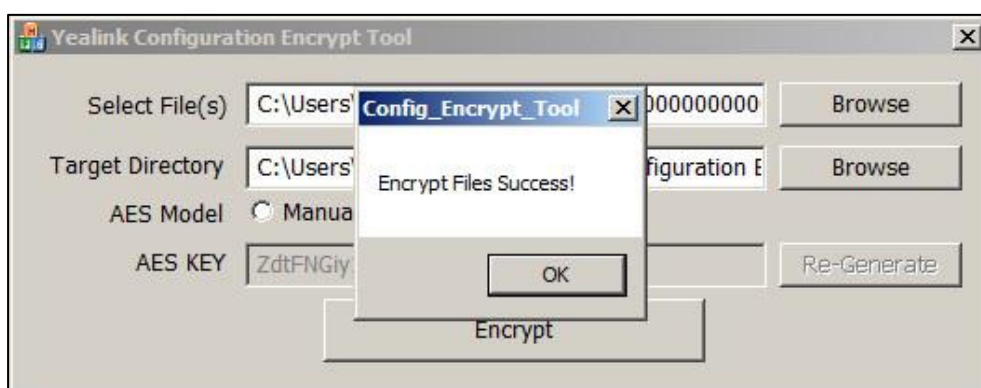 Yealink Configuration Encrypt Tool
Select File(s) C:\Users\ 000000000 Browse
Config_Encrypt_Tool
Target Directory C:\Users\ figuration E Browse
Encrypt Files Success!
AES Model Manua
AES KEY ZdtFNGiy Re-Generate
OK
Encrypt